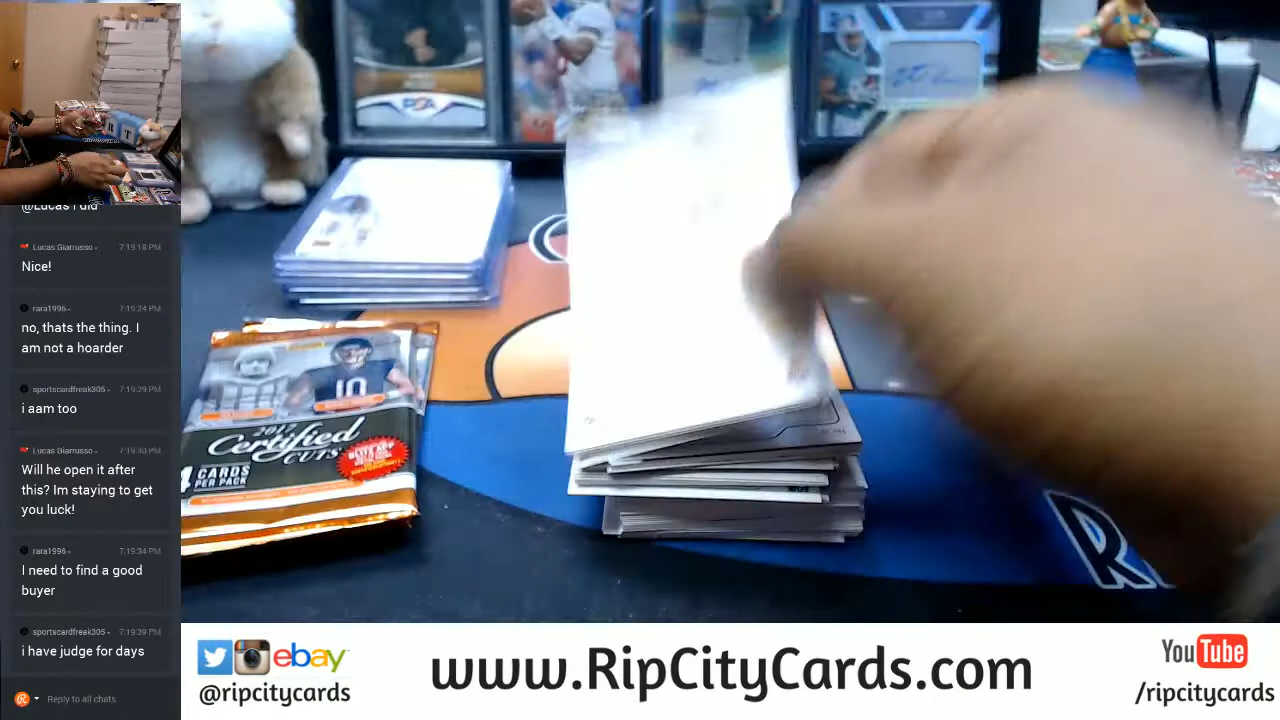 @Lucas I did
Lucas Giarrusso 7:19:18 PM
Nice!
rara1996 7:19:24 PM
no, thats the thing. I
am not a hoarder
sportscardfreak305 7:19:29 PM
i aam too
Lucas Giarrusso 7:19:30 PM
Will he open it after
this? Im staying to get
you luck!
rara1996 7:19:34 PM
I need to find a good
buyer
sportscardfreak305 7:19:39 PM
i have judge for days
Reply to all chats
PSA
10
2017
Certified
CUTS
4 CARDS
PER PACK
R
ebay
@ripcitycards
www.RipCityCards.com
YouTube
/ripcitycards